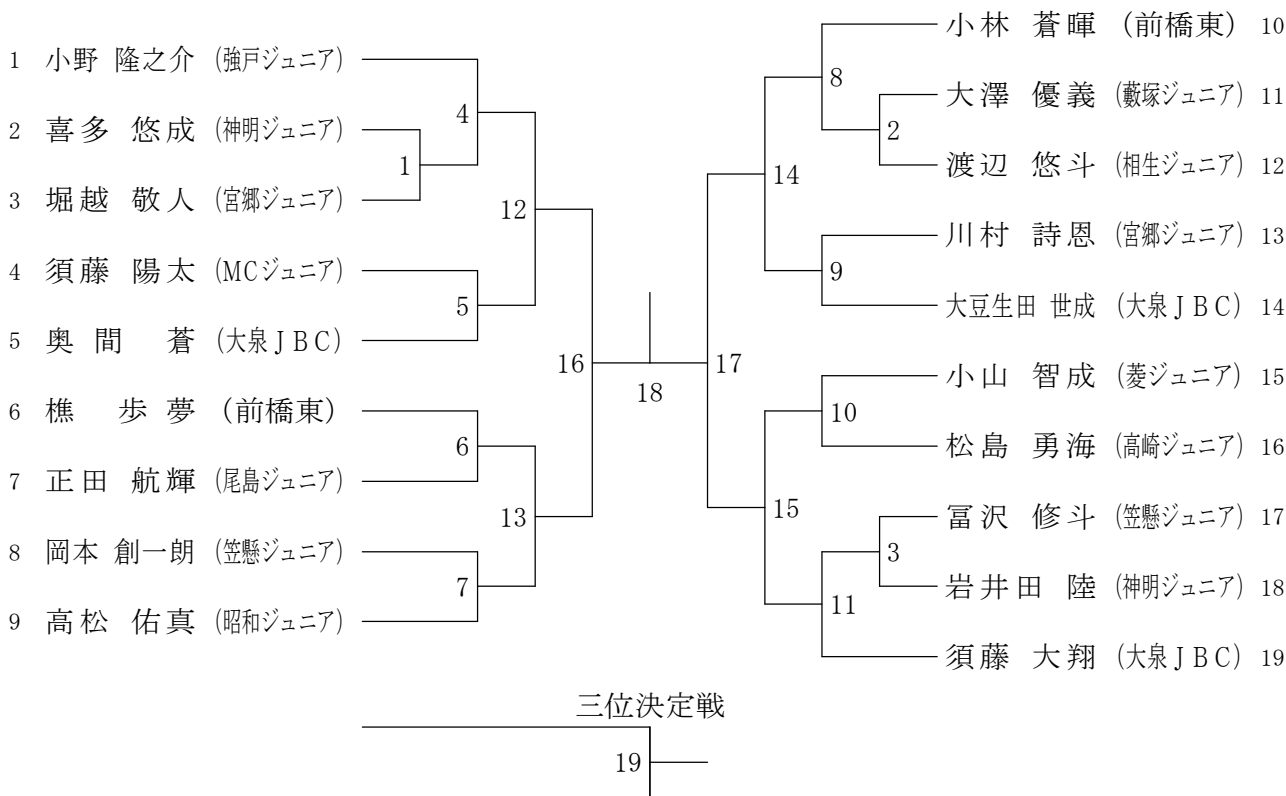 1 小野 隆之介 (強戸ジュニア)
2 喜多 悠成 (神明ジュニア)
3 堀越 敬人 (宮郷ジュニア)
4 須藤 陽太 (MCジュニア)
5 奥間 蒼 (大泉JBC)
6 樵 歩夢 (前橋東)
7 正田 航輝 (尾島ジュニア)
8 岡本 創一朗 (笠懸ジュニア)
9 高松 佑真 (昭和ジュニア)
4
1
12
5
16
6
13
7
18
17
8
2
14
9
10
15
3
11
小林 蒼暉 (前橋東) 10
大澤 優義 (藪塚ジュニア) 11
渡辺 悠斗 (相生ジュニア) 12
川村 詩恩 (宮郷ジュニア) 13
大豆生田 世成 (大泉JBC) 14
小山 智成 (菱ジュニア) 15
松島 勇海 (高崎ジュニア) 16
冨沢 修斗 (笠懸ジュニア) 17
岩井田 陸 (神明ジュニア) 18
須藤 大翔 (大泉JBC) 19
三位決定戦
19